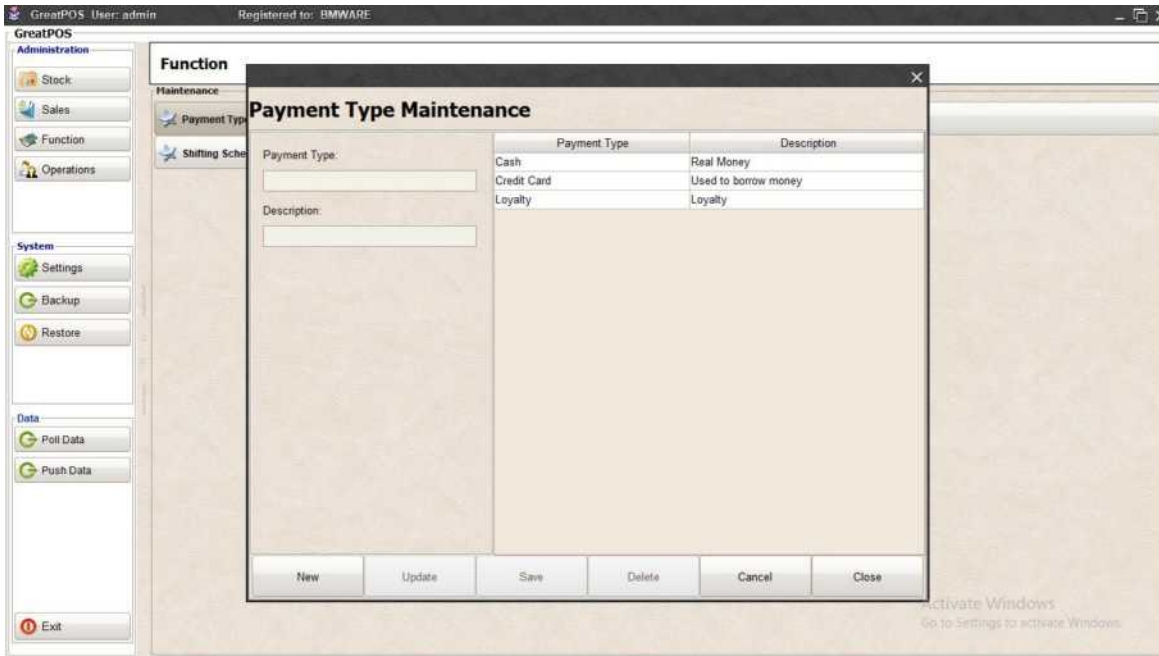 GreatPOS User: admin Registered to: BMWARE
GreatPOS
Administration
Stock
Sales
Function
Operations
System
Settings
Backup
Restore
Data
Poll Data
Push Data
Exit
Function
Maintenance
Payment Typ
Shifting Sche
Payment Type Maintenance
Payment Type:
Description:
Payment Type Description
Cash Real Money
Credit Card Used to borrow money
Loyalty Loyalty
New Update Save Delete Cancel Close
Activate Windows
Go to Settings to activate Windows.